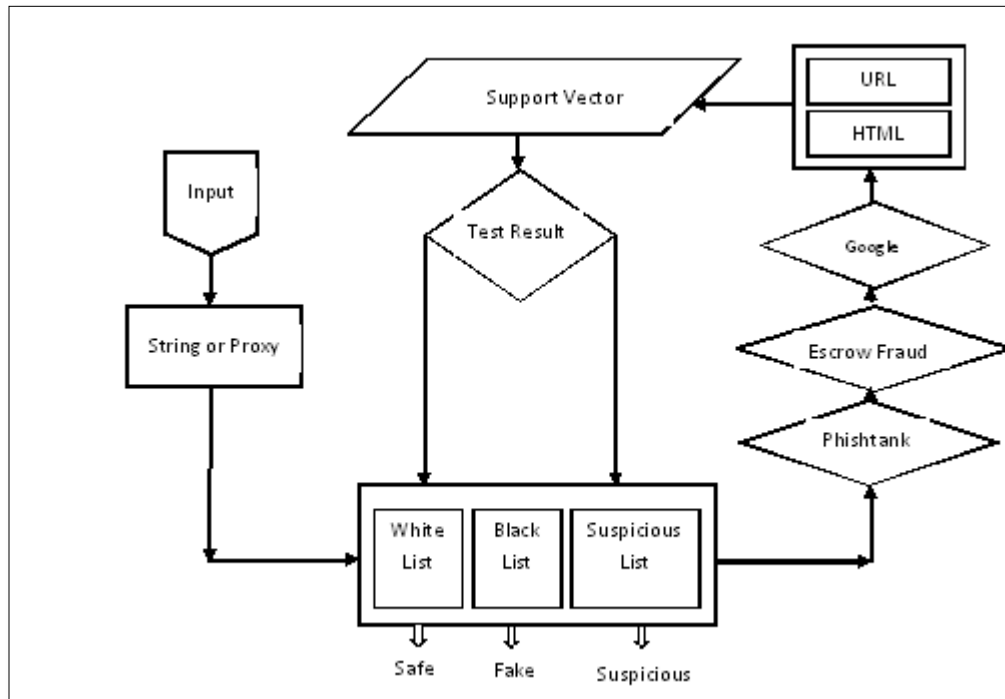 Support Vector
URL
HTML
Input
Test Result
Google
String or Proxy
Escrow Fraud
Phishtank
White
List
Black
List
Suspicious
List
Safe
Fake
Suspicious